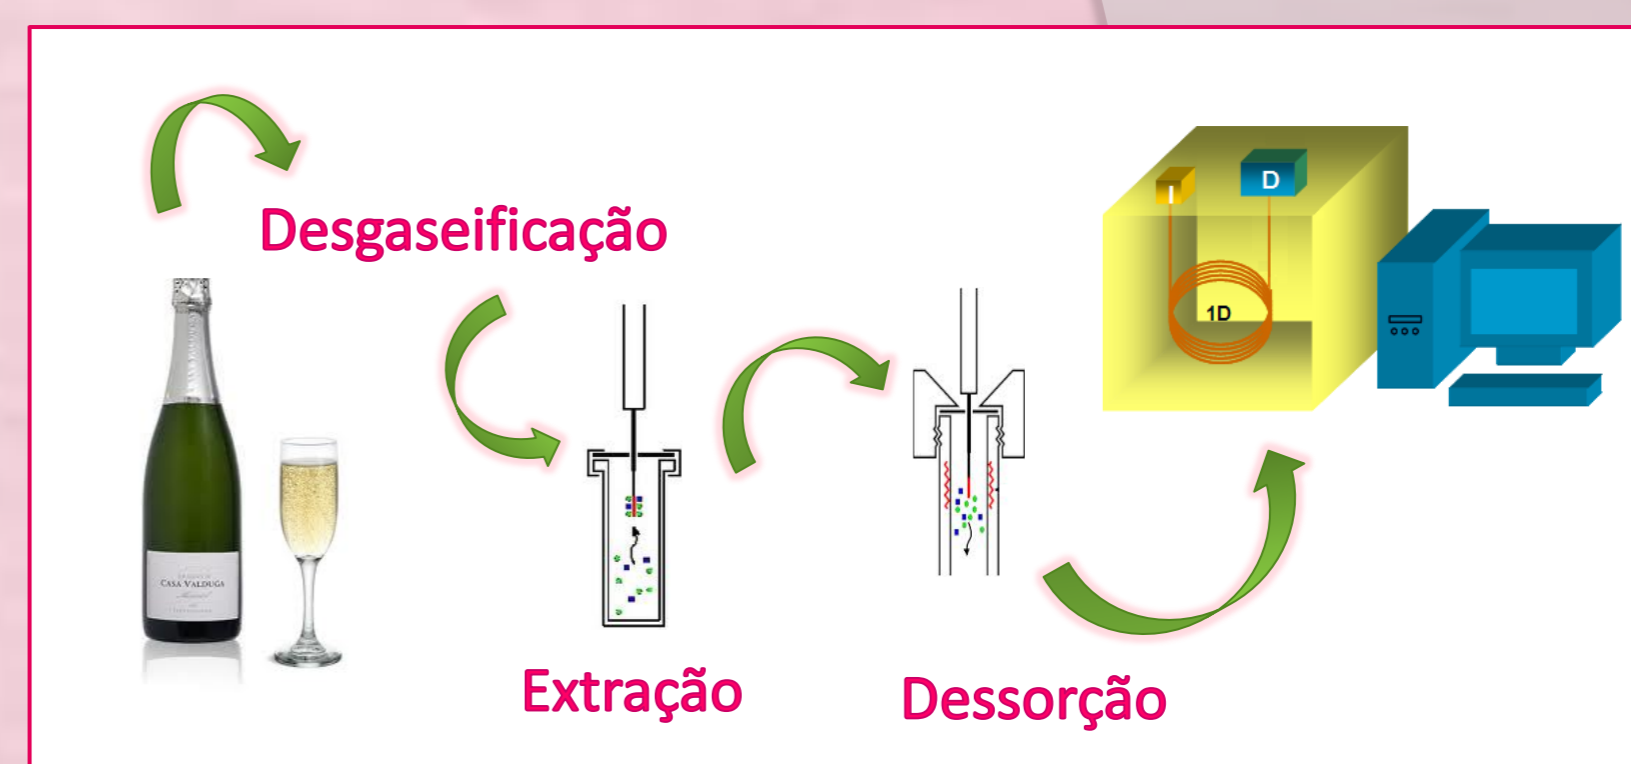 Desgaseificação
I
D
1D
CASA VALDUGA
Extração
Dessorção